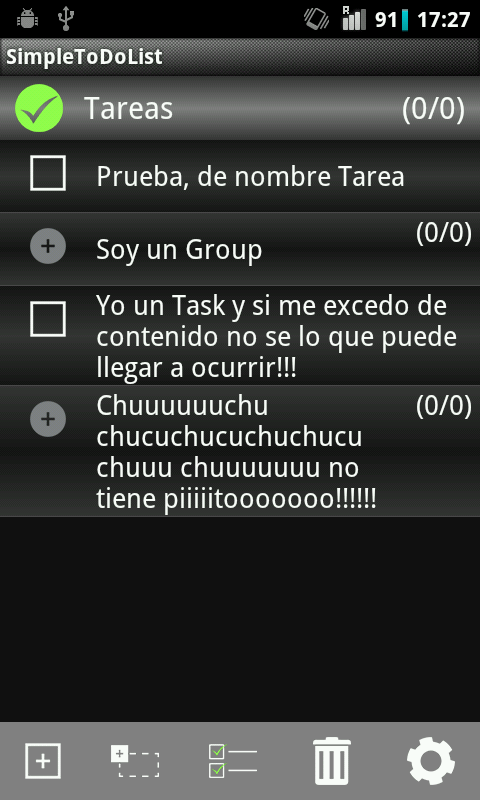 R 91 17:27
SimpleToDoList
Tareas (0/0)
Prueba, de nombre Tarea
Soy un Group (0/0)
Yo un Task y si me excedo de
contenido no se lo que puede
llegar a ocurrir!!!
Chuuuuuuchu (0/0)
chucuchucuchuchucu
chuuu chuuuuuuu no
tiene piiiiitooooooo!!!!!!